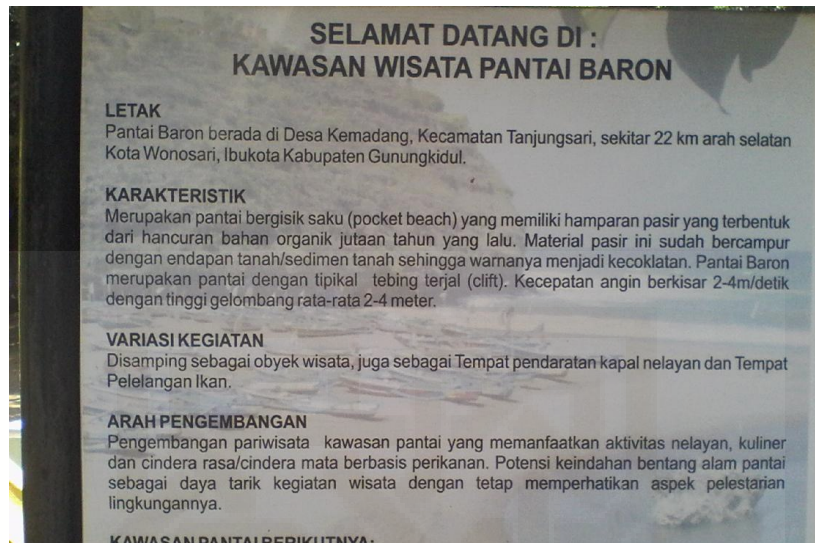 SELAMAT DATANG DI :
KAWASAN WISATA PANTAI BARON
LETAK
Pantai Baron berada di Desa Kemadang, Kecamatan Tanjungsari, sekitar 22 km arah selatan
Kota Wonosari, Ibukota Kabupaten Gunungkidul.
KARAKTERISTIK
Merupakan pantai bergisik saku (pocket beach) yang memiliki hamparan pasir yang terbentuk
dari hancuran bahan organik jutaan tahun yang lalu. Material pasir ini sudah bercampur
dengan endapan tanah/sedimen tanah sehingga warnanya menjadi kecoklatan. Pantai Baron
merupakan pantai dengan tipikal tebing terjal (clift). Kecepatan angin berkisar 2-4m/detik
dengan tinggi gelombang rata-rata 2-4 meter.
VARIASI KEGIATAN
Disamping sebagai obyek wisata, juga sebagai Tempat pendaratan kapal nelayan dan Tempat
Pelelangan Ikan.
ARAH PENGEMBANGAN
Pengembangan pariwisata kawasan pantai yang memanfaatkan aktivitas nelayan, kuliner
dan cindera rasa/cindera mata berbasis perikanan. Potensi keindahan bentang alam pantai
sebagai daya tarik kegiatan wisata dengan tetap memperhatikan aspek pelestarian
lingkungannya.
KAWASAN PANTAI BERIKUTNYA: